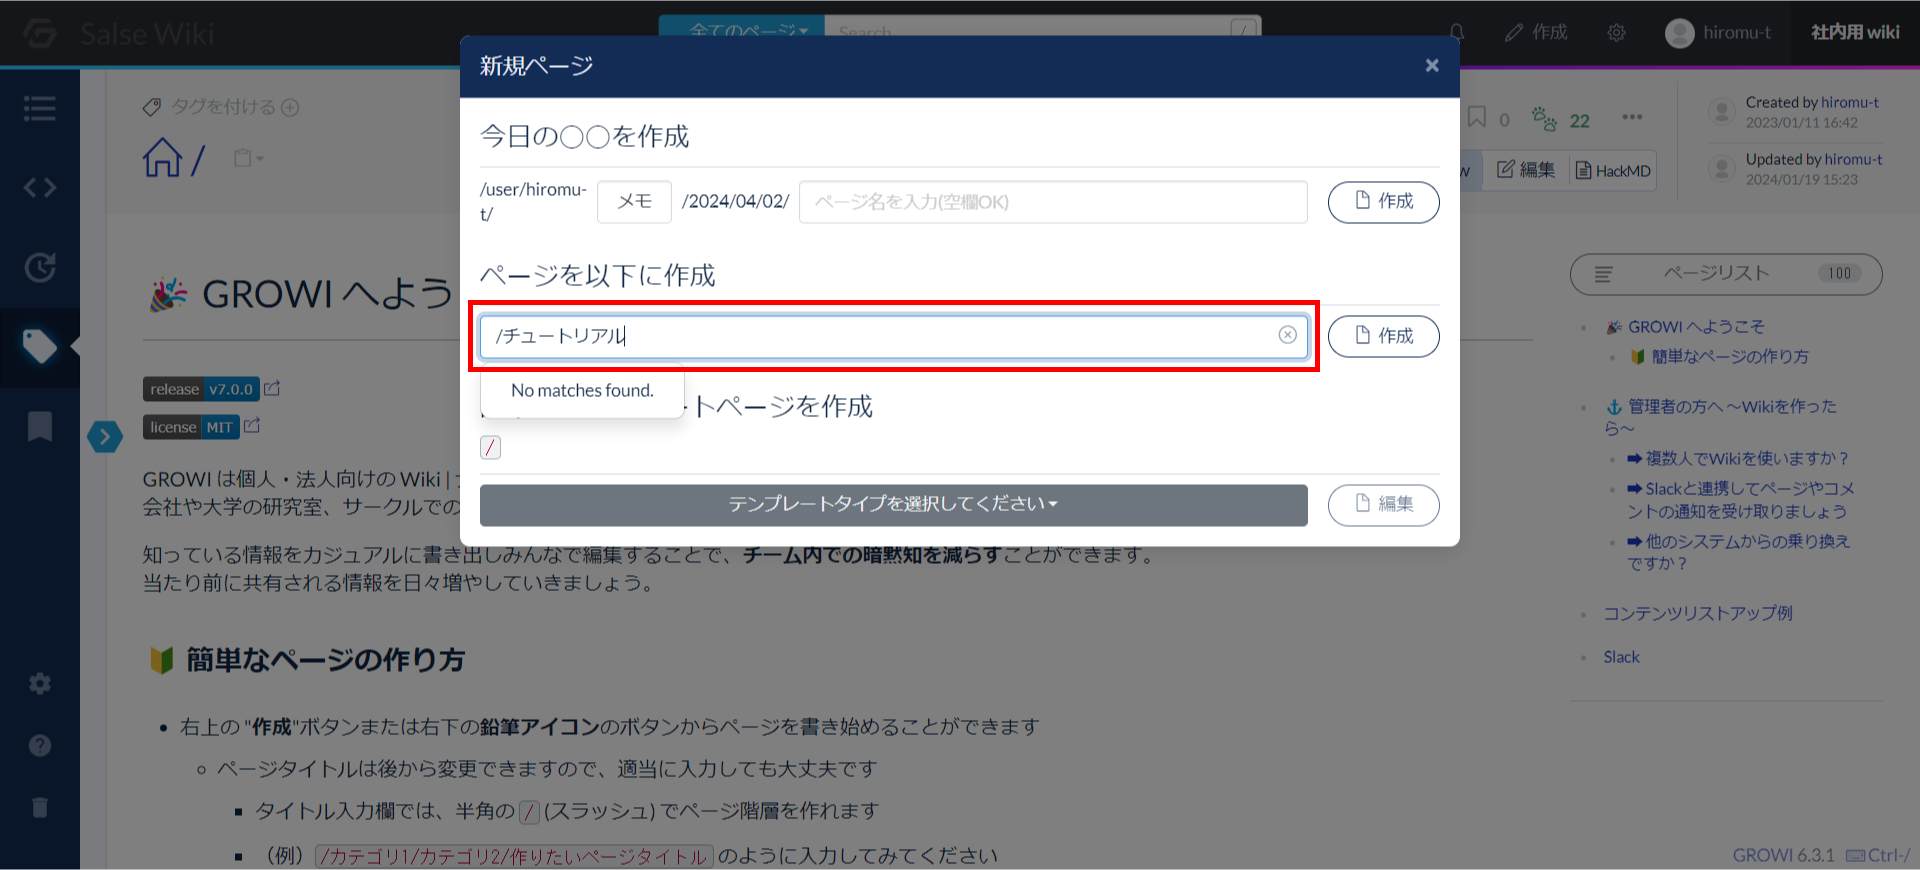 Salse Wiki
全てのページ
Search
/
作成
hiromu-t
社内用 wiki
新規ページ
×
今日の〇〇を作成
/user/hiromu-
t/
メモ
/2024/04/02/
ページ名を入力(空欄OK)
作成
ページを以下に作成
/チュートリアル
作成
No matches found.
トページを作成
/
テンプレートタイプを選択してください
編集
タグを付ける
/
0
22
Created by hiromu-t
2023/01/11 16:42
編集
HackMD
Updated by hiromu-t
2024/01/19 15:23
GROWI へよう
release v7.0.0
license MIT
GROWI は個人・法人向けの Wiki |
会社や大学の研究室、サークルでの
知っている情報をカジュアルに書き出しみんなで編集することで、チーム内での暗黙知を減らすことができます。
当たり前に共有される情報を日々増やしていきましょう。
簡単なページの作り方
右上の "作成"ボタンまたは右下の鉛筆アイコンのボタンからページを書き始めることができます
ページタイトルは後から変更できますので、適当に入力しても大丈夫です
タイトル入力欄では、半角の / (スラッシュ) でページ階層を作れます
（例） /カテゴリ1/カテゴリ2/作りたいページタイトル のように入力してみてください
ページリスト 100
GROWI へようこそ
簡単なページの作り方
管理者の方へ ～Wikiを作った
ら～
複数人でWikiを使いますか？
Slackと連携してページやコメ
ントの通知を受け取りましょう
他のシステムからの乗り換え
ですか？
コンテンツリストアップ例
Slack
GROWI 6.3.1 Ctrl-/